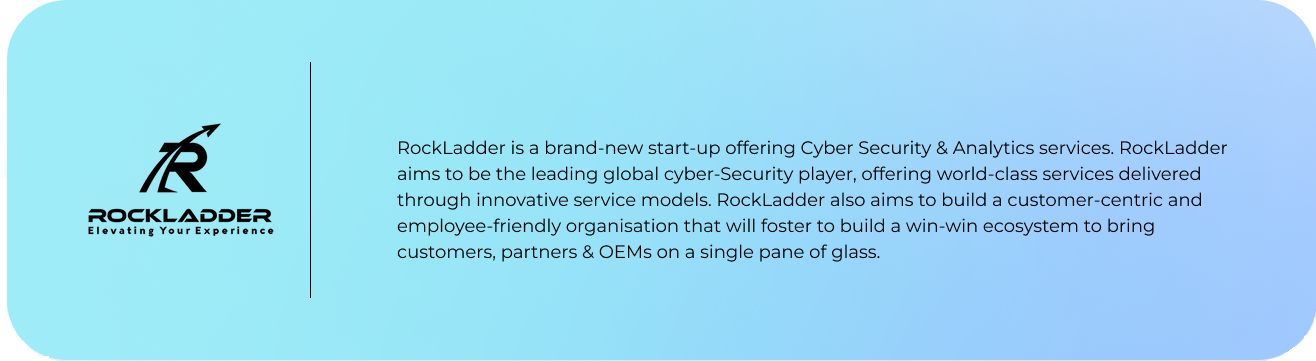 ROCKLADDER
Elevating Your Experience
RockLadder is a brand-new start-up offering Cyber Security & Analytics services. RockLadder
aims to be the leading global cyber-Security player, offering world-class services delivered
through innovative service models. RockLadder also aims to build a customer-centric and
employee-friendly organisation that will foster to build a win-win ecosystem to bring
customers, partners & OEMs on a single pane of glass.